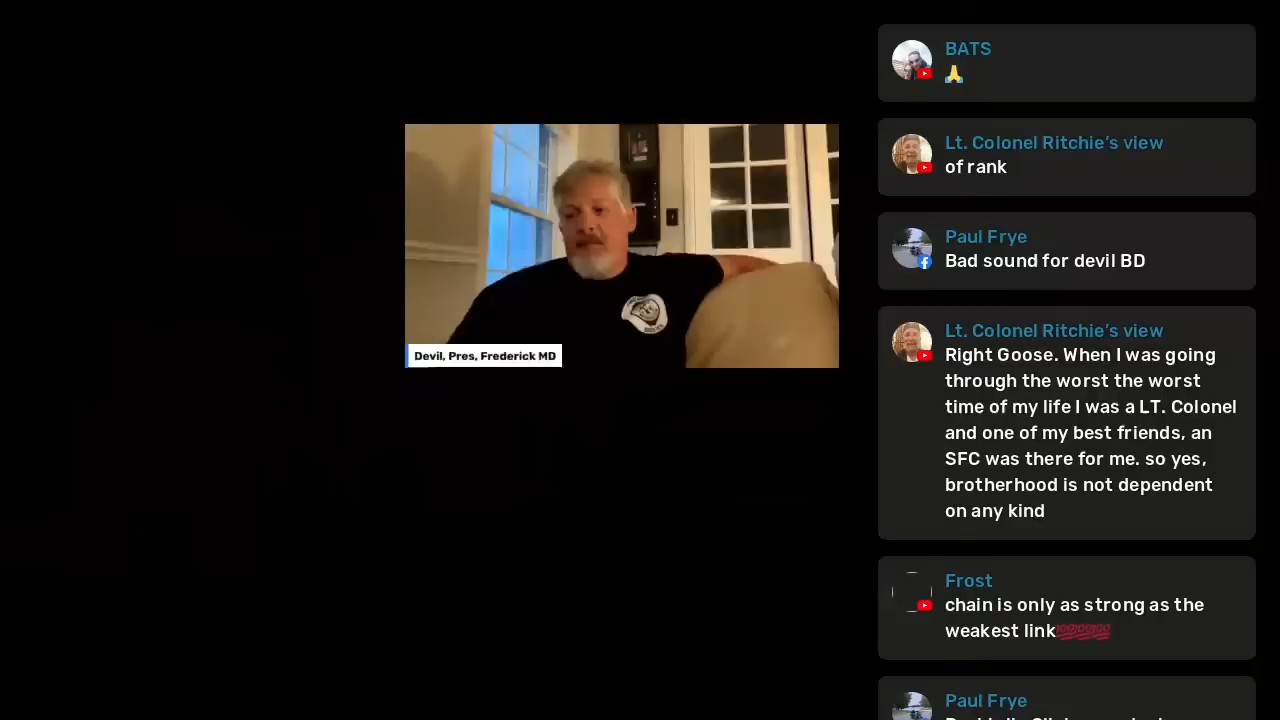 BATS
🙏
Lt. Colonel Ritchie's view
of rank
Paul Frye
Bad sound for devil BD
Lt. Colonel Ritchie's view
Right Goose. When I was going
through the worst the worst
time of my life I was a LT. Colonel
and one of my best friends, an
SFC was there for me. so yes,
brotherhood is not dependent
on any kind
Frost
chain is only as strong as the
weakest link💯💯💯
Paul Frye
Devil, Pres, Frederick MD